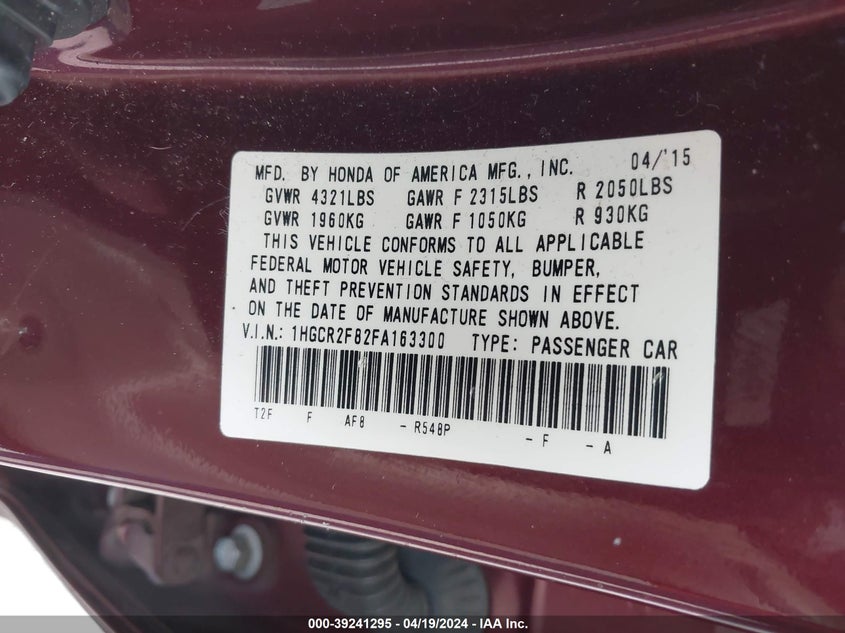 MFD. BY HONDA OF AMERICA MFG., INC. 04/'15
GVWR 4321LBS GAWR F 2315LBS R 2050LBS
GVWR 1960KG GAWR F 1050KG R 930KG
THIS VEHICLE CONFORMS TO ALL APPLICABLE
FEDERAL MOTOR VEHICLE SAFETY, BUMPER,
AND THEFT PREVENTION STANDARDS IN EFFECT
ON THE DATE OF MANUFACTURE SHOWN ABOVE.
V.I.N.: 1HGCR2F82FA163300 TYPE: PASSENGER CAR
T2F F AF8 - R548P - F - A
000-39241295 / 04/19/2024 - IAA Inc.